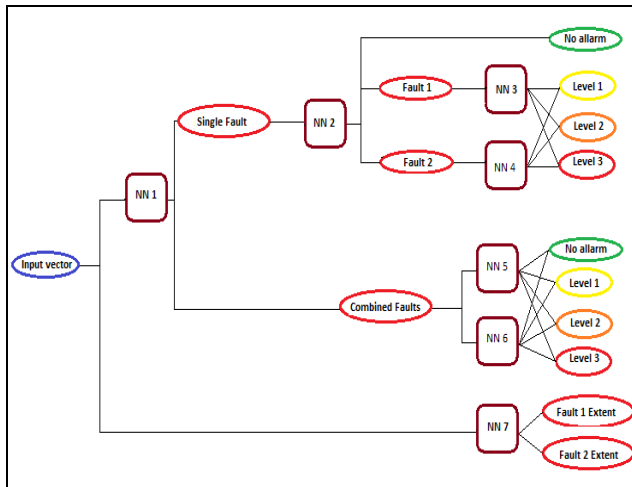 No allarm
Fault 1
NN 3
Level 1
Single Fault
NN 2
Level 2
Fault 2
NN 4
Level 3
NN 1
Input vector
No allarm
NN 5
Level 1
Combined Faults
Level 2
NN 6
Level 3
Fault 1 Extent
NN 7
Fault 2 Extent